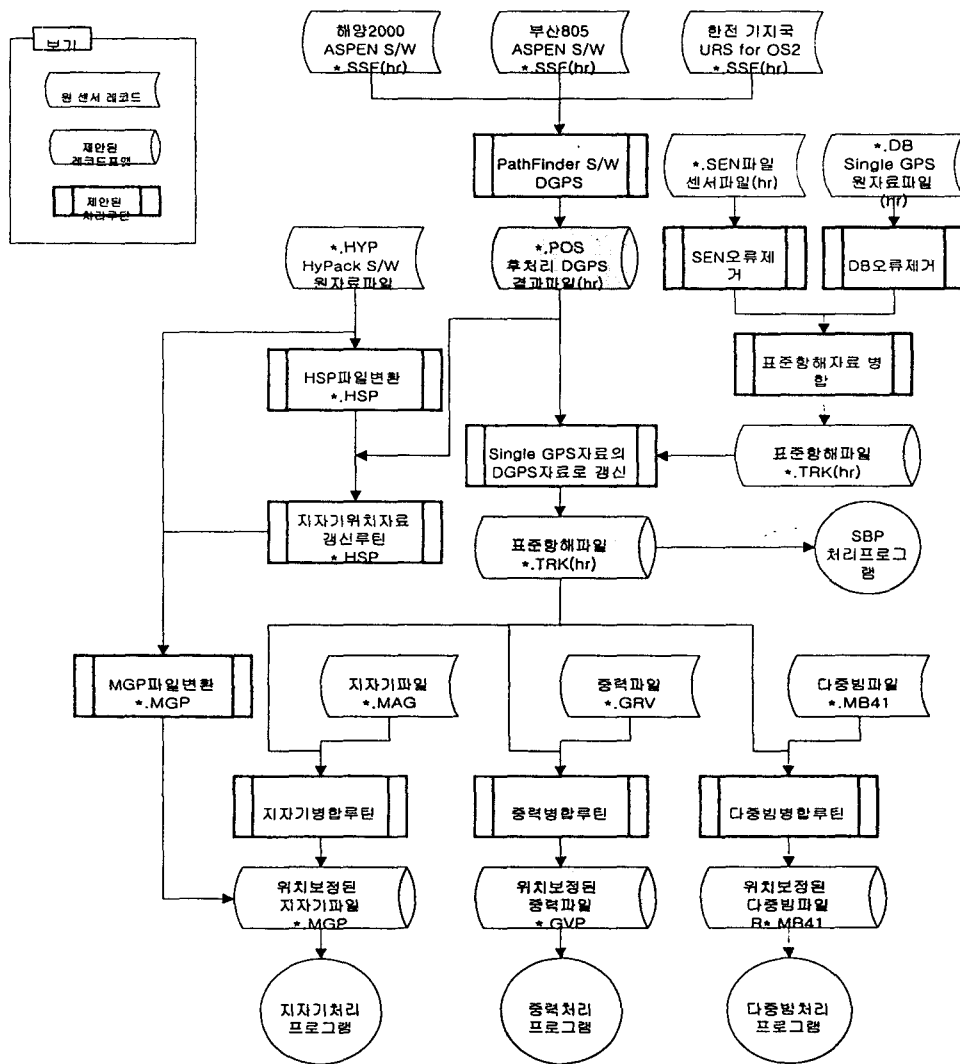 보기
원 센서 레코드
제안된
레코드포맷
제안된
처리루틴
해양2000
ASPEN S/W
*.SSF(hr)
부산805
ASPEN S/W
*.SSF(hr)
한전 기지국
URS for OS2
*.SSF(hr)
PathFinder S/W
DGPS
*.SEN파일
센서파일(hr)
*.DB
Single GPS
원자료파일
(hr)
*.HYP
HyPack S/W
원자료파일
*.POS
후처리 DGPS
결과파일(hr)
SEN오류제
거
DB오류제거
HSP파일변환
*.HSP
표준항해자료 병
합
Single GPS자료의
DGPS자료로 갱신
표준항해파일
*.TRK(hr)
지자기위치자료
갱신루틴
*.HSP
표준항해파일
*.TRK(hr)
SBP
처리프로그
램
MGP파일변환
*.MGP
지자기파일
*.MAG
중력파일
*.GRV
다중빔파일
*.MB41
지자기병합루틴
중력병합루틴
다중빔병합루틴
위치보정된
지자기파일
*.MGP
위치보정된
중력파일
*.GVP
위치보정된
다중빔파일
R*.MB41
지자기처리
프로그램
중력처리
프로그램
다중빔처리
프로그램